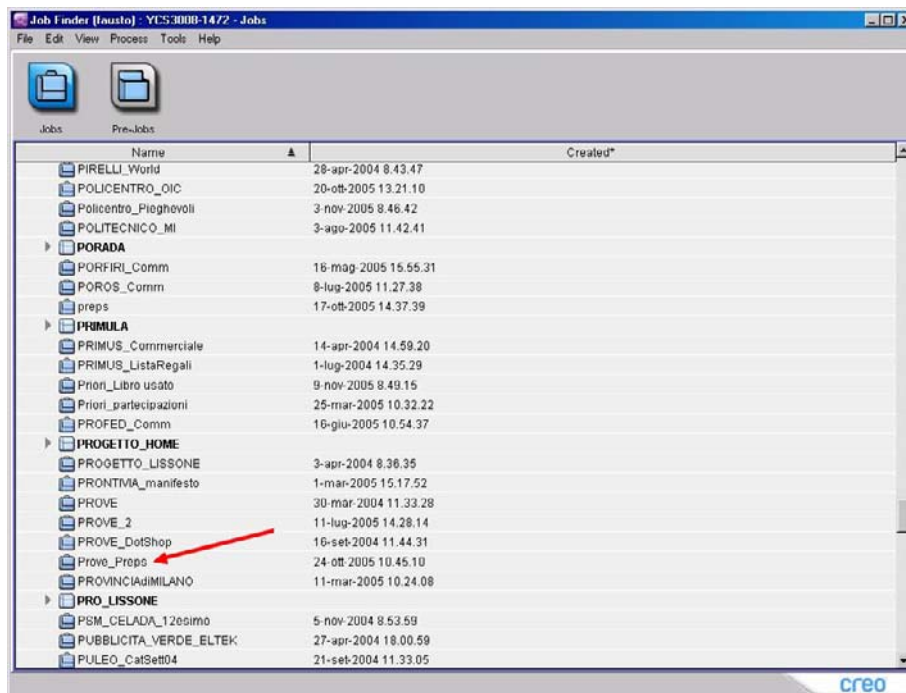 Job Finder (fausto) : YCS3008-1472 - Jobs
File Edit View Process Tools Help
Jobs Pre-Jobs
Name Created*
PIRELLI_World 28-apr-2004 8.43.47
POLICENTRO_OIC 20-ott-2005 13.21.10
Policentro_Pieghevoli 3-nov-2005 8.46.42
POLITECNICO_MI 3-ago-2005 11.42.41
PORADA
PORFIRI_Comm 16-mag-2005 15.55.31
POROS_Comm 8-lug-2005 11.27.38
preps 17-ott-2005 14.37.39
PRIMULA
PRIMUS_Commerciale 14-apr-2004 14.59.20
PRIMUS_ListaRegali 1-lug-2004 14.35.29
Priori_Libro usato 9-nov-2005 8.49.15
Priori_partecipazioni 25-mar-2005 10.32.22
PROFED_Comm 16-giu-2005 10.54.37
PROGETTO_HOME
PROGETTO_LISSONE 3-apr-2004 8.36.35
PRONTIVIA_manifesto 1-mar-2005 15.17.52
PROVE 30-mar-2004 11.33.28
PROVE_2 11-lug-2005 14.28.14
PROVE_DotShop 16-set-2004 11.44.31
Prove_Preps 24-ott-2005 10.45.10
PROVINCIAdiMILANO 11-mar-2005 10.24.08
PRO_LISSONE
PSM_CELADA_12esimo 5-nov-2004 8.53.59
PUBBLICITA_VERDE_ELTEK 27-apr-2004 18.00.59
PULEO_CatSett04 21-set-2004 11.33.05
creo